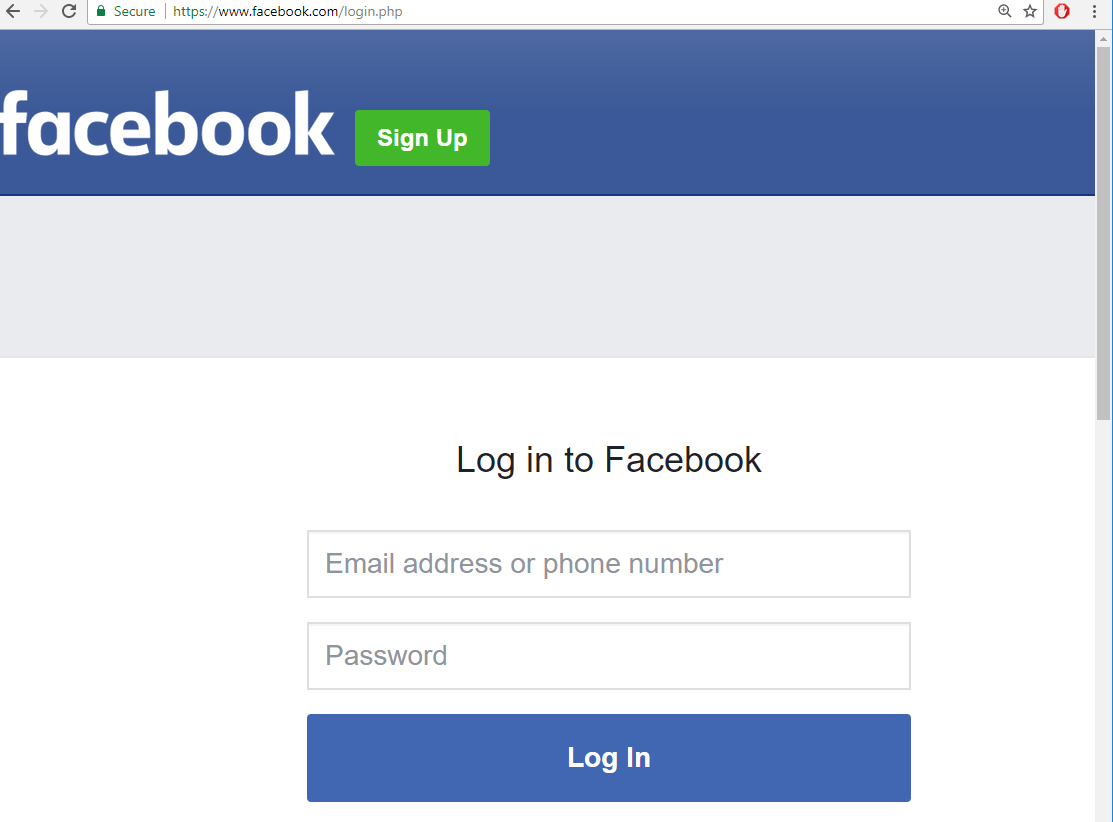 Secure https://www.facebook.com/login.php
facebook Sign Up
Log in to Facebook
Email address or phone number
Password
Log In